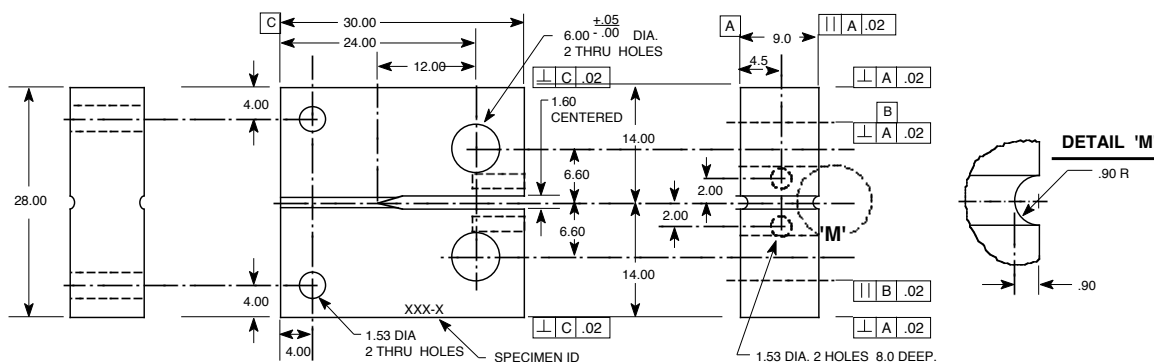 C
30.00
24.00
12.00
6.00 +.05 -.00 DIA.
2 THRU HOLES
⊥ C .02
1.60
CENTERED
4.00
28.00
14.00
6.60
6.60
14.00
4.00
4.00
1.53 DIA
2 THRU HOLES
XXX-X
SPECIMEN ID
⊥ C .02
A
9.0
4.5
|| A .02
⊥ A .02
B
⊥ A .02
2.00
2.00
'M'
|| B .02
⊥ A .02
1.53 DIA. 2 HOLES 8.0 DEEP.
DETAIL 'M'
.90 R
.90